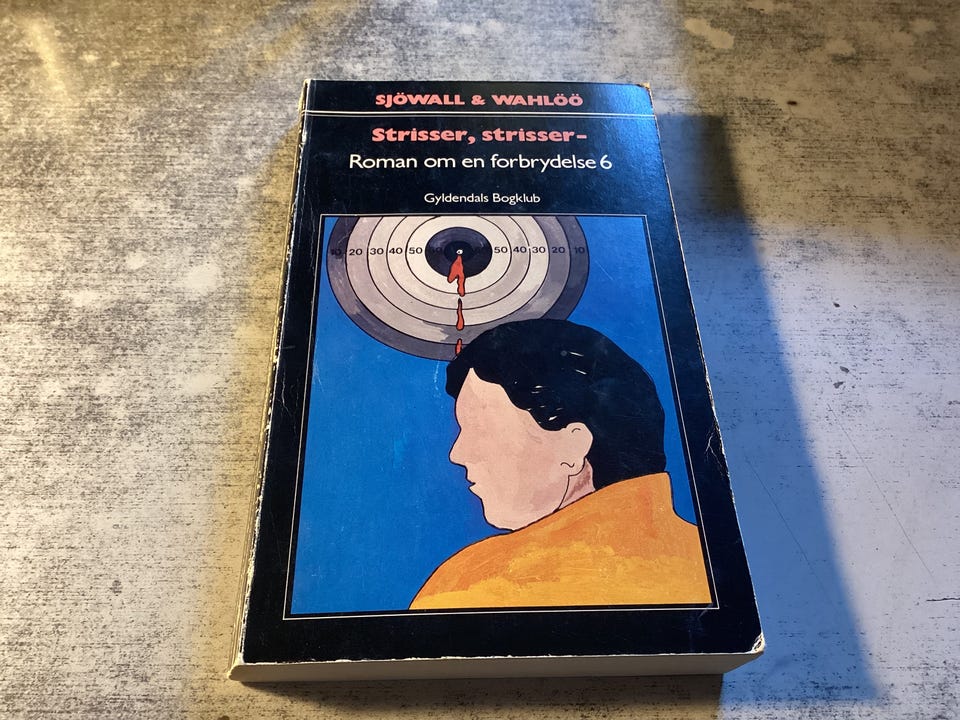 SJÖWALL & WAHLÖÖ
Strisser, strisser–
Roman om en forbrydelse 6
Gyldendals Bogklub
10 20 30 40 50 50 40 30 20 10